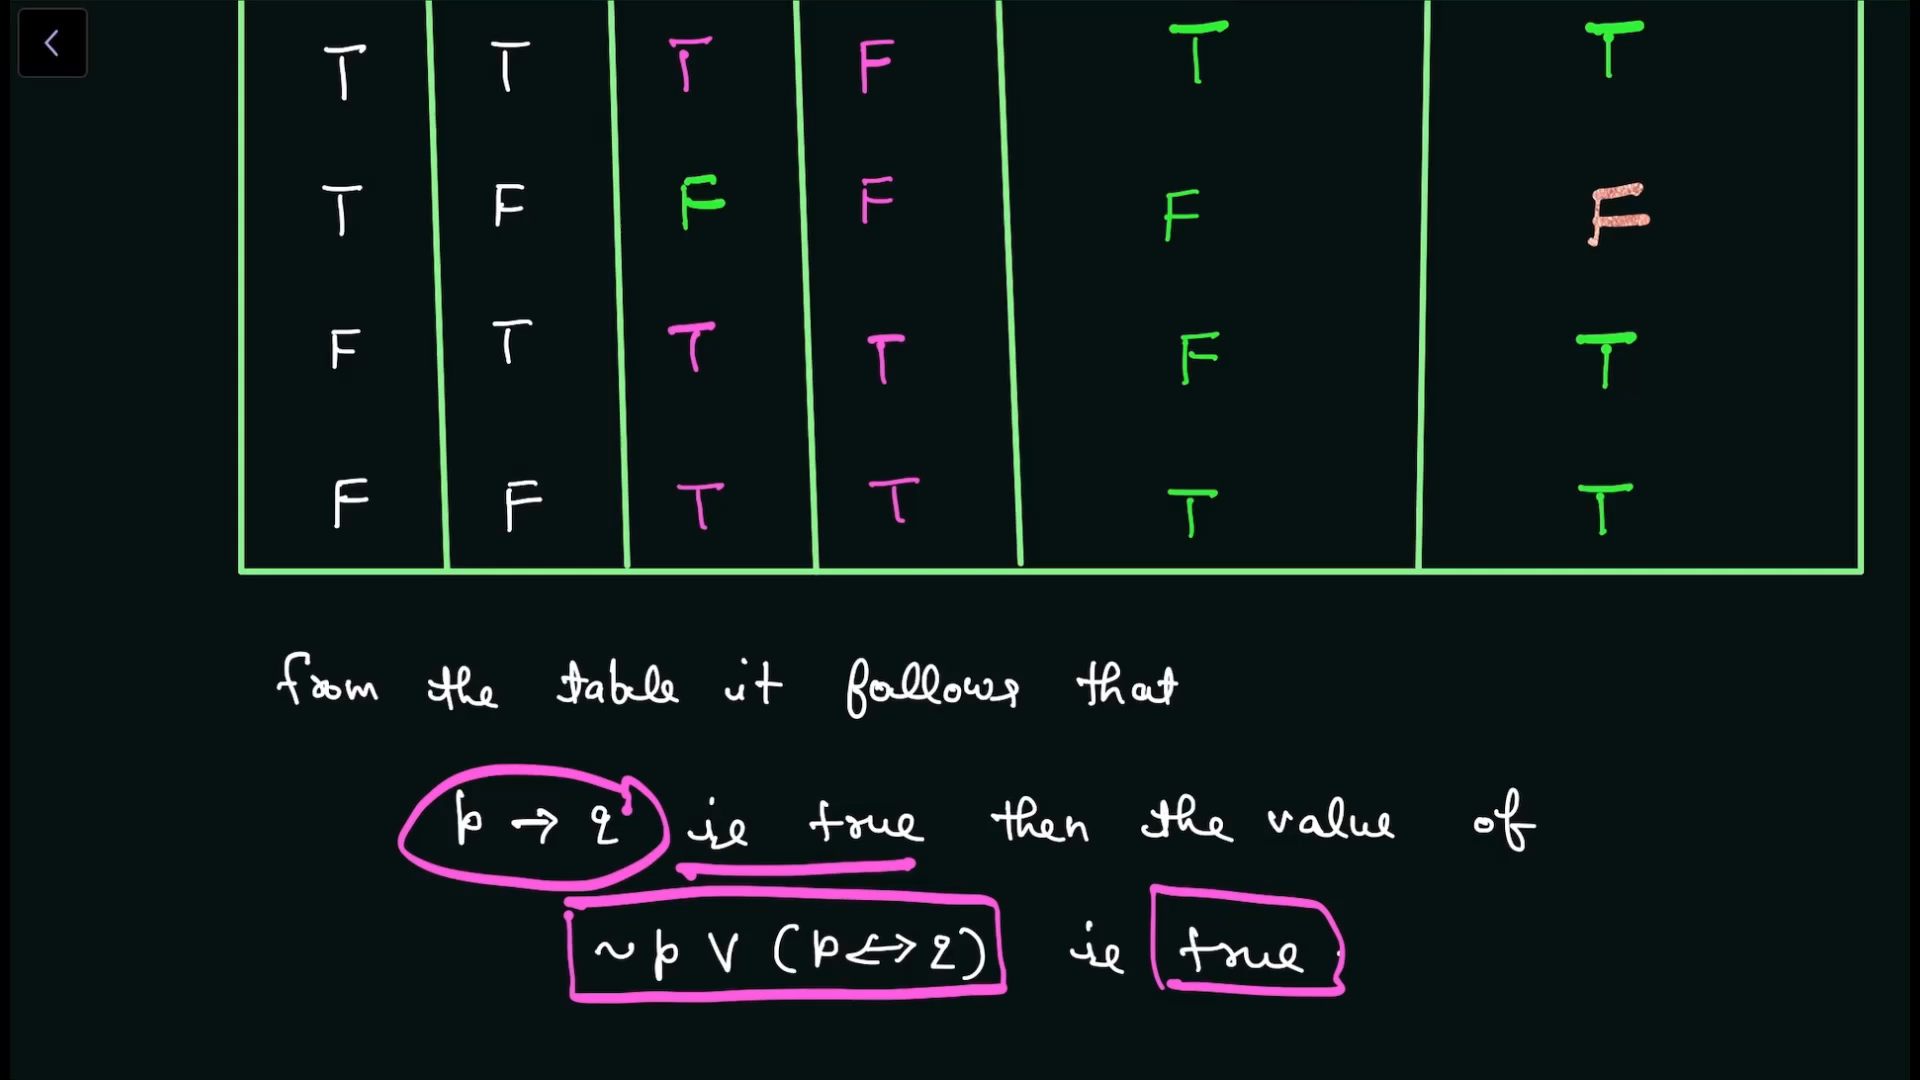 T T T F T T
T F F F F F
F T T T F T
F F T T T T
from the table it follows that
p → q is true then the value of
~ p ∨ (p ↔ q) is true.